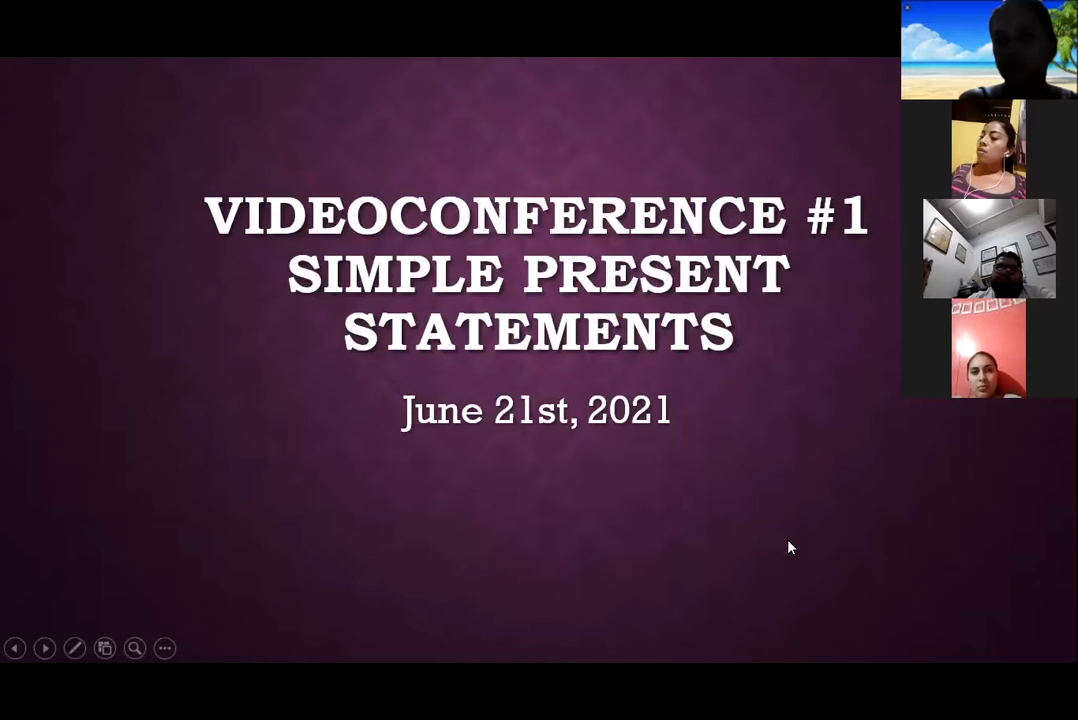 VIDEOCONFERENCE #1
SIMPLE PRESENT
STATEMENTS
June 21st, 2021